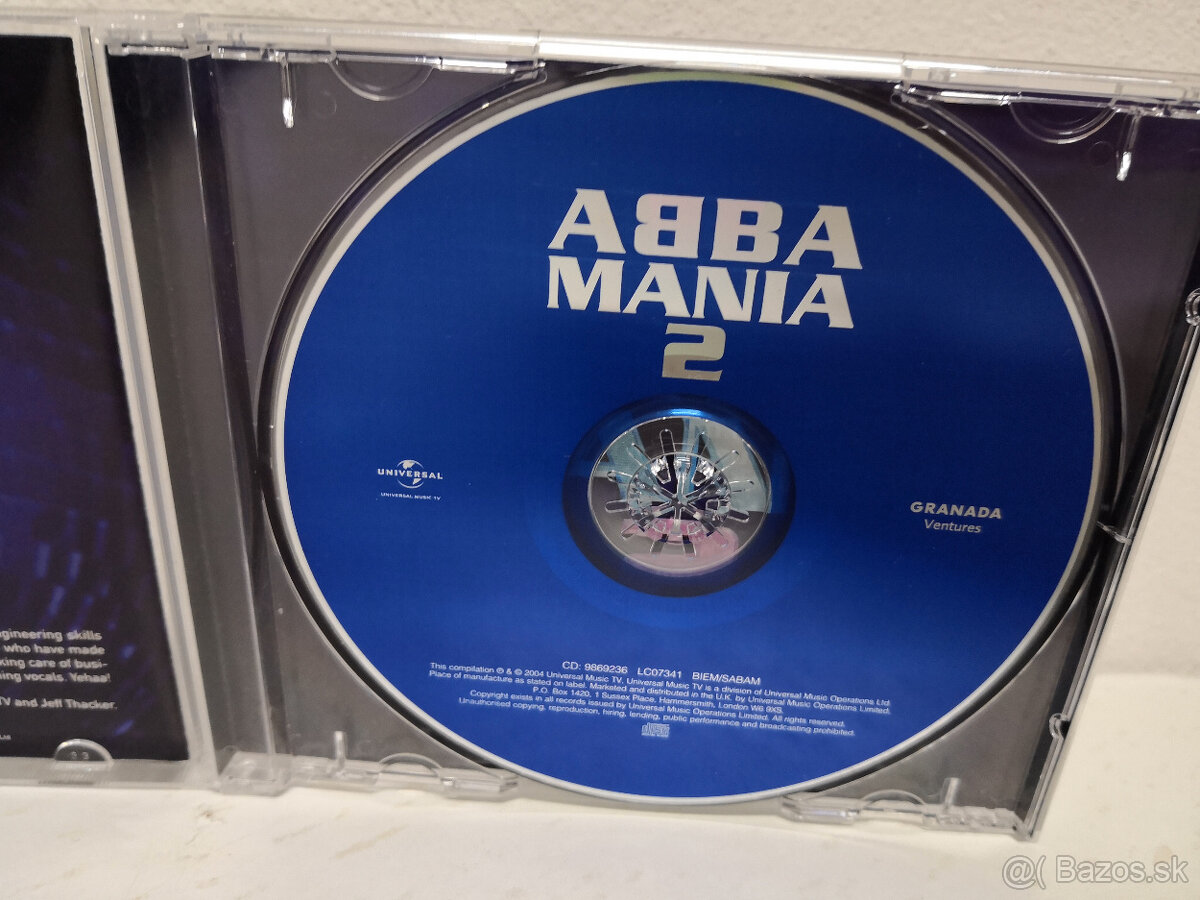 ABBA
MANIA
2
UNIVERSAL
UNIVERSAL MUSIC TV
GRANADA
Ventures
CD: 9869236 LC07341 BIEM/SABAM
This compilation ℗ & © 2004 Universal Music TV. Universal Music TV is a division of Universal Music Operations Ltd.
Place of manufacture as stated on label. Marketed and distributed in the U.K. by Universal Music Operations Limited.
P.O. Box 1420, 1 Sussex Place, Hammersmith, London W6 9XS.
Copyright exists in all records issued by Universal Music Operations Limited. All rights reserved.
Unauthorised copying, reproduction, hiring, lending, public performance and broadcasting prohibited.
gineering skills
who have made
king care of busi-
ing vocals. Yehaa!
TV and Jeff Thacker.
@( Bazos.sk